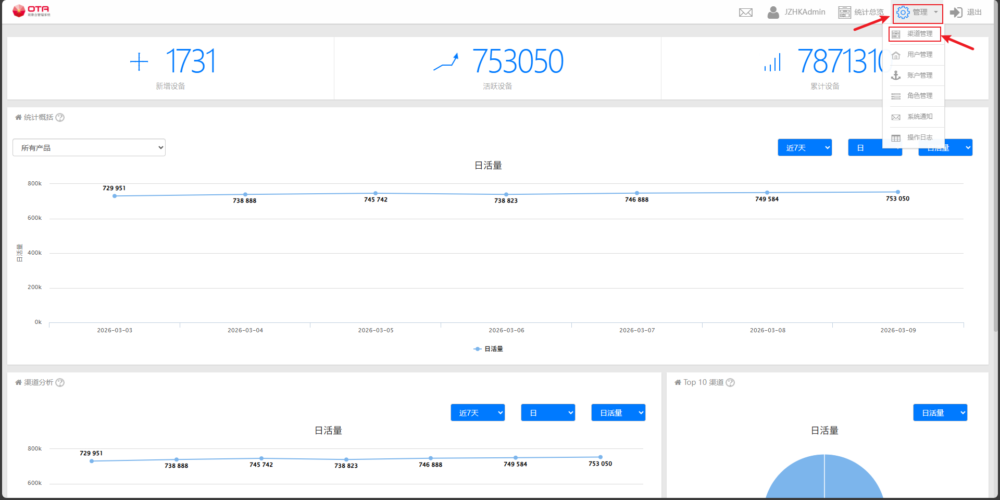 OTA
JZHKAdmin
统计总览
管理
退出
渠道管理
用户管理
账户管理
角色管理
系统通知
操作日志
1731
新增设备
753050
活跃设备
7871310
累计设备
统计概括
所有产品
近7天
日
日活量
日活量
800k
600k
400k
200k
0k
日活量
729 951
738 888
745 742
738 823
746 888
749 584
753 050
2026-03-03
2026-03-04
2026-03-05
2026-03-06
2026-03-07
2026-03-08
2026-03-09
日活量
渠道分析
近7天
日
日活量
日活量
800k
600k
729 951
738 888
745 742
738 823
746 888
749 584
753 050
Top 10 渠道
日活量
日活量